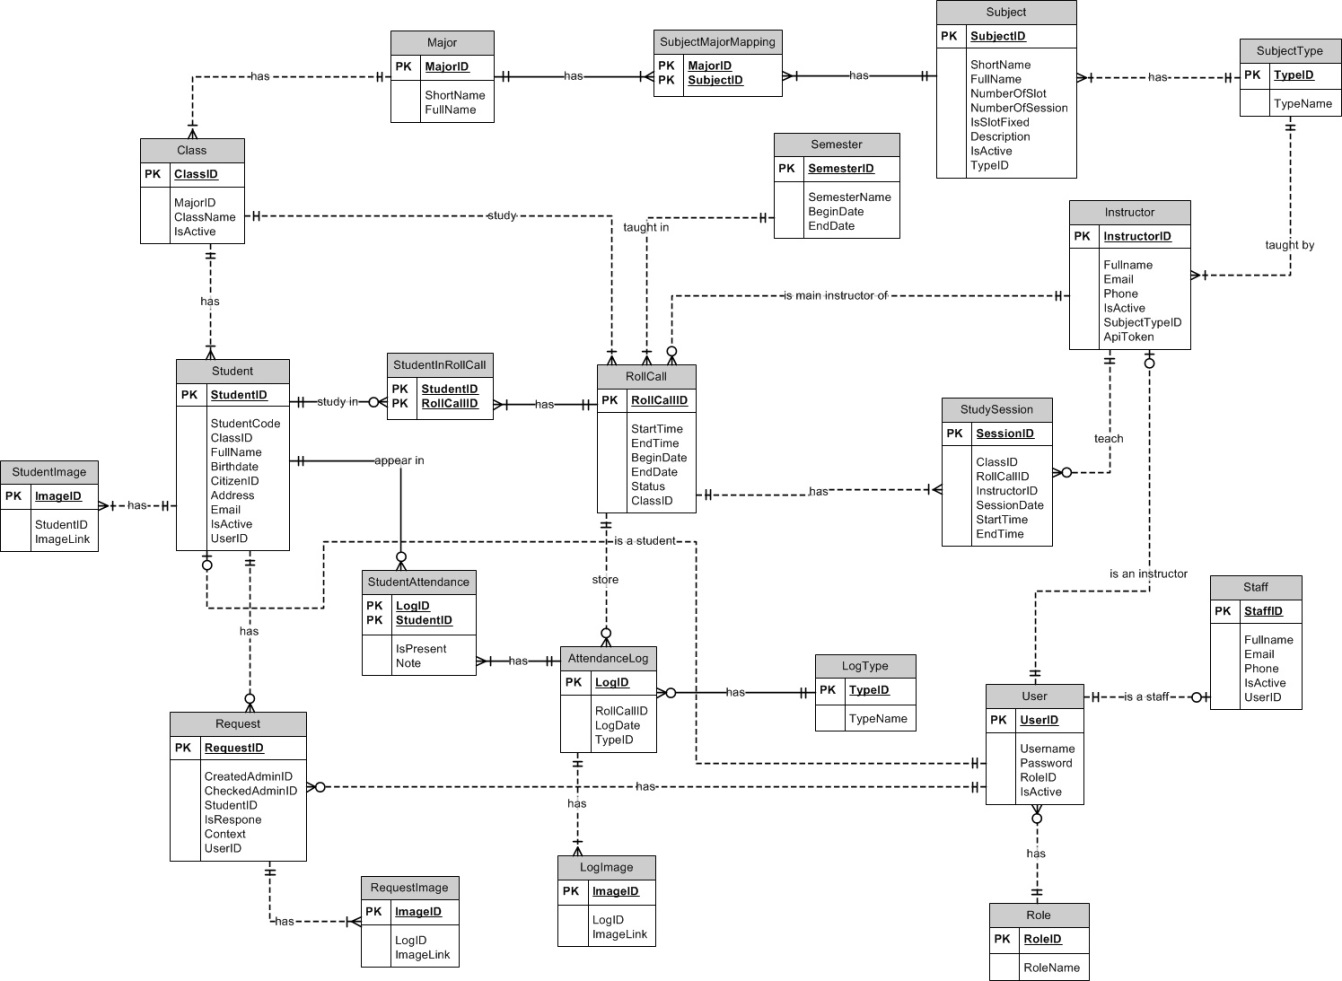 Subject
PK SubjectID
ShortName
FullName
NumberOfSlot
NumberOfSession
IsSlotFixed
Description
IsActive
TypeID
Major
PK MajorID
ShortName
FullName
SubjectMajorMapping
PK MajorID
PK SubjectID
SubjectType
PK TypeID
TypeName
has
has
has
has
Class
PK ClassID
MajorID
ClassName
IsActive
Semester
PK SemesterID
SemesterName
BeginDate
EndDate
Instructor
PK InstructorID
Fullname
Email
Phone
IsActive
SubjectTypeID
ApiToken
study
taught in
taught by
has
is main instructor of
Student
PK StudentID
StudentCode
ClassID
FullName
Birthdate
CitizenID
Address
Email
IsActive
UserID
StudentInRollCall
PK StudentID
PK RollCallID
RollCall
PK RollCallID
StartTime
EndTime
BeginDate
EndDate
Status
ClassID
StudySession
PK SessionID
ClassID
RollCallID
InstructorID
SessionDate
StartTime
EndTime
study in
has
teach
appear in
has
StudentImage
PK ImageID
StudentID
ImageLink
has
is a student
store
is an instructor
StudentAttendance
PK LogID
PK StudentID
IsPresent
Note
Staff
PK StaffID
Fullname
Email
Phone
IsActive
UserID
has
has
AttendanceLog
PK LogID
RollCallID
LogDate
TypeID
LogType
PK TypeID
TypeName
has
User
PK UserID
Username
Password
RoleID
IsActive
is a staff
Request
PK RequestID
CreatedAdminID
CheckedAdminID
StudentID
IsRespone
Context
UserID
has
has
has
LogImage
PK ImageID
LogID
ImageLink
RequestImage
PK ImageID
LogID
ImageLink
has
Role
PK RoleID
RoleName